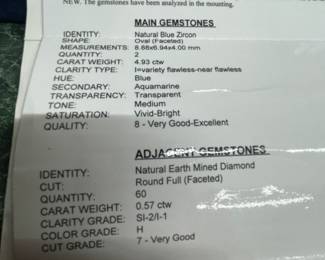 NEW. The gemstones have been analyzed in the mounting.
MAIN GEMSTONES
IDENTITY: Natural Blue Zircon
SHAPE: Oval (Faceted)
MEASUREMENTS: 8.88x6.94x4.00 mm
QUANTITY: 2
CARAT WEIGHT: 4.93 ctw
CLARITY TYPE: I=variety flawless-near flawless
HUE: Blue
SECONDARY: Aquamarine
TRANSPARENCY: Transparent
TONE: Medium
SATURATION: Vivid-Bright
QUALITY: 8 - Very Good-Excellent
ADJACENT GEMSTONES
IDENTITY: Natural Earth Mined Diamond
CUT: Round Full (Faceted)
QUANTITY: 60
CARAT WEIGHT: 0.57 ctw
CLARITY GRADE: SI-2/I-1
COLOR GRADE: H
CUT GRADE: 7 - Very Good